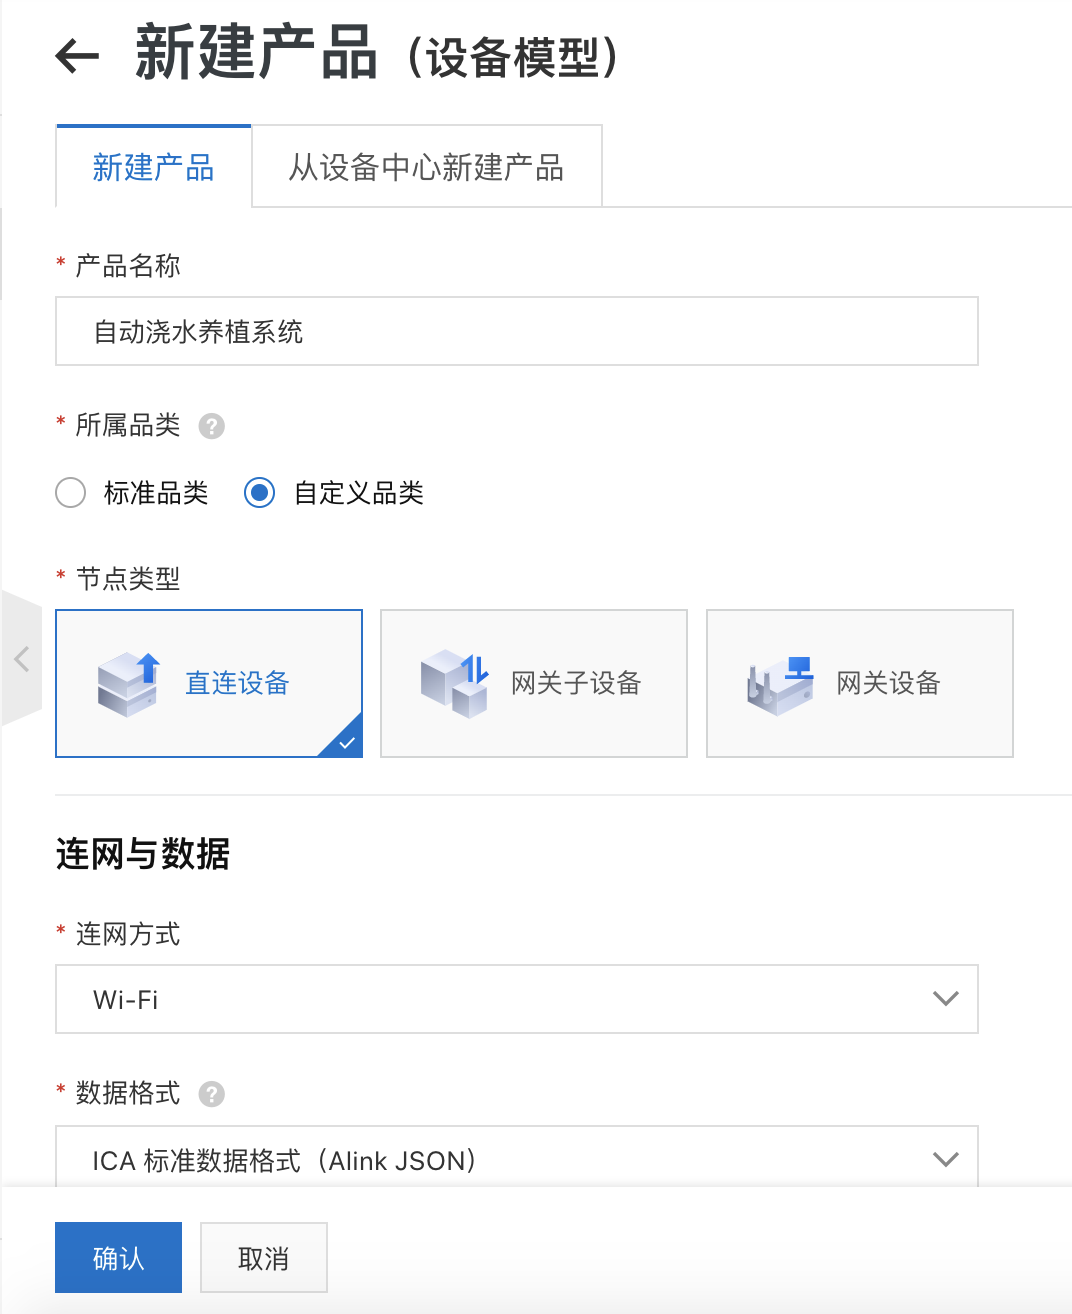 新建产品（设备模型）
新建产品 从设备中心新建产品
* 产品名称
自动浇水养植系统
* 所属品类 ?
标准品类 自定义品类
* 节点类型
直连设备 网关子设备 网关设备
连网与数据
* 连网方式
Wi-Fi
* 数据格式 ?
ICA 标准数据格式（Alink JSON）
确认 取消